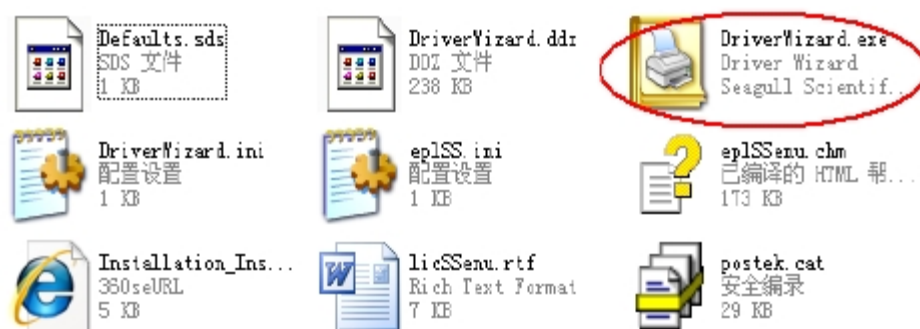 Defaults.sds
SDS 文件
1 KB
DriverWizard.ddz
DDZ 文件
238 KB
DriverWizard.exe
Driver Wizard
Seagull Scientif...
DriverWizard.ini
配置设置
1 KB
eplSS.ini
配置设置
1 KB
eplSSenu.chm
已编译的 HTML 帮...
173 KB
Installation_Ins...
360seURL
5 KB
licSSenu.rtf
Rich Text Format
7 KB
postek.cat
安全编录
29 KB